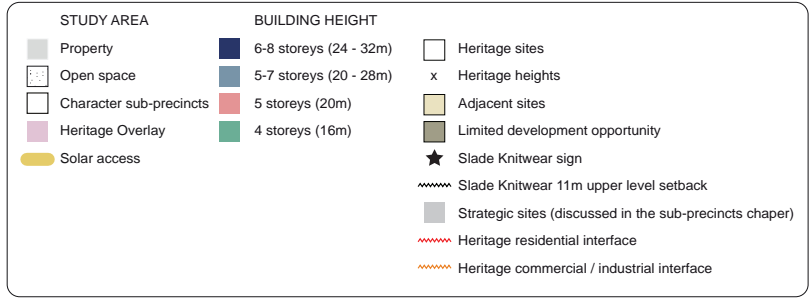 STUDY AREA
Property
Open space
Character sub-precincts
Heritage Overlay
Solar access
BUILDING HEIGHT
6-8 storeys (24 - 32m)
5-7 storeys (20 - 28m)
5 storeys (20m)
4 storeys (16m)
Heritage sites
x Heritage heights
Adjacent sites
Limited development opportunity
Slade Knitwear sign
Slade Knitwear 11m upper level setback
Strategic sites (discussed in the sub-precincts chaper)
Heritage residential interface
Heritage commercial / industrial interface